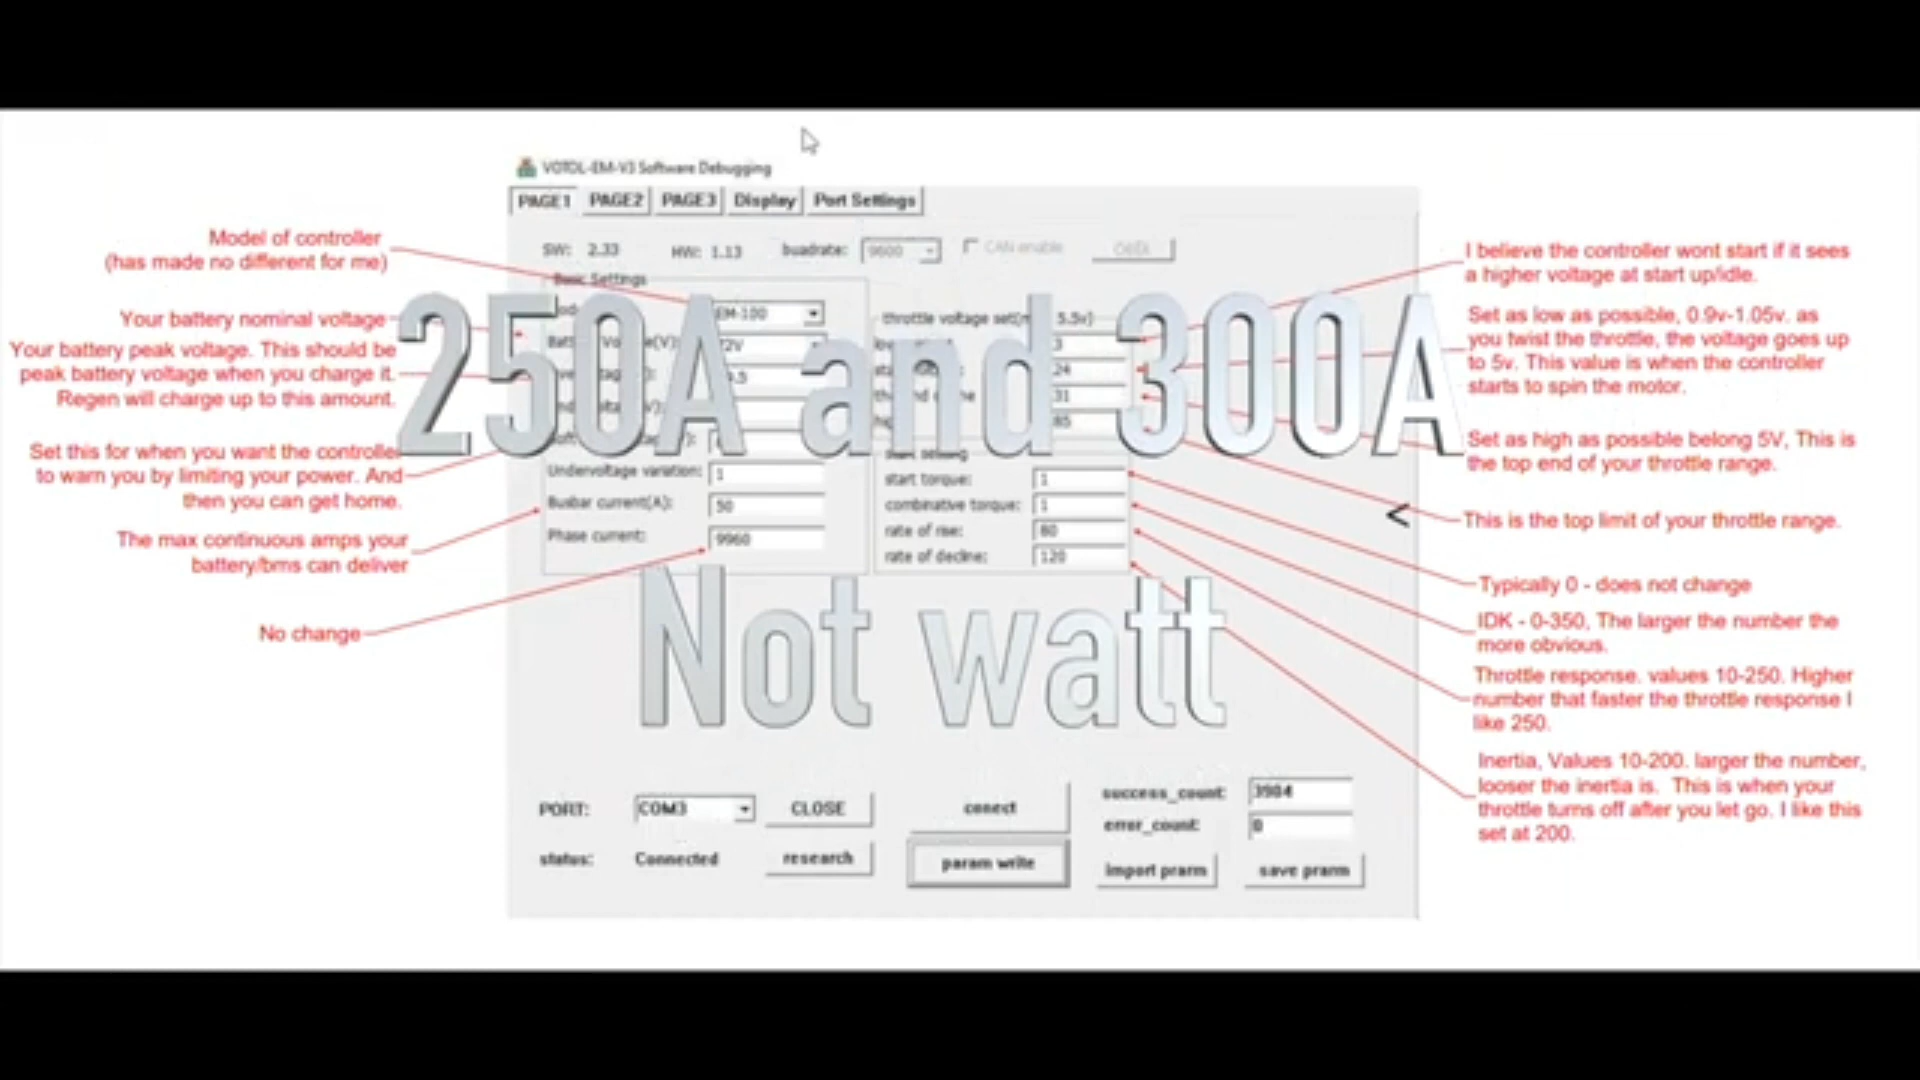 VOTOL-EM-V3 Software Debugging
PAGE1 PAGE2 PAGE3 Display Port Settings
SW: 2.33 HW: 1.13 buadrate: 9600 CAN enable
Basic Settings
EM-100
throttle voltage set(
5.5v)
72V
24
31
85
250A and 300A
Undervoltage variation: 1
Busbar current(A): 50
Phase current: 9960
start torque: 1
combinative torque: 1
rate of rise: 80
rate of decline: 120
Not watt
PORT: COM3 CLOSE conect
success_count: 3984
error_count: 0
status: Connected research param write import prarm save prarm
Model of controller
(has made no different for me)
Your battery nominal voltage
Your battery peak voltage. This should be
peak battery voltage when you charge it.
Regen will charge up to this amount.
Set this for when you want the controller
to warn you by limiting your power. And
then you can get home.
The max continuous amps your
battery/bms can deliver
No change
I believe the controller wont start if it sees
a higher voltage at start up/idle.
Set as low as possible, 0.9v-1.05v. as
you twist the throttle, the voltage goes up
to 5v. This value is when the controller
starts to spin the motor.
Set as high as possible belong 5V, This is
the top end of your throttle range.
<
This is the top limit of your throttle range.
Typically 0 - does not change
IDK - 0-350, The larger the number the
more obvious.
Throttle response. values 10-250. Higher
number that faster the throttle response I
like 250.
Inertia, Values 10-200. larger the number,
looser the inertia is. This is when your
throttle turns off after you let go. I like this
set at 200.